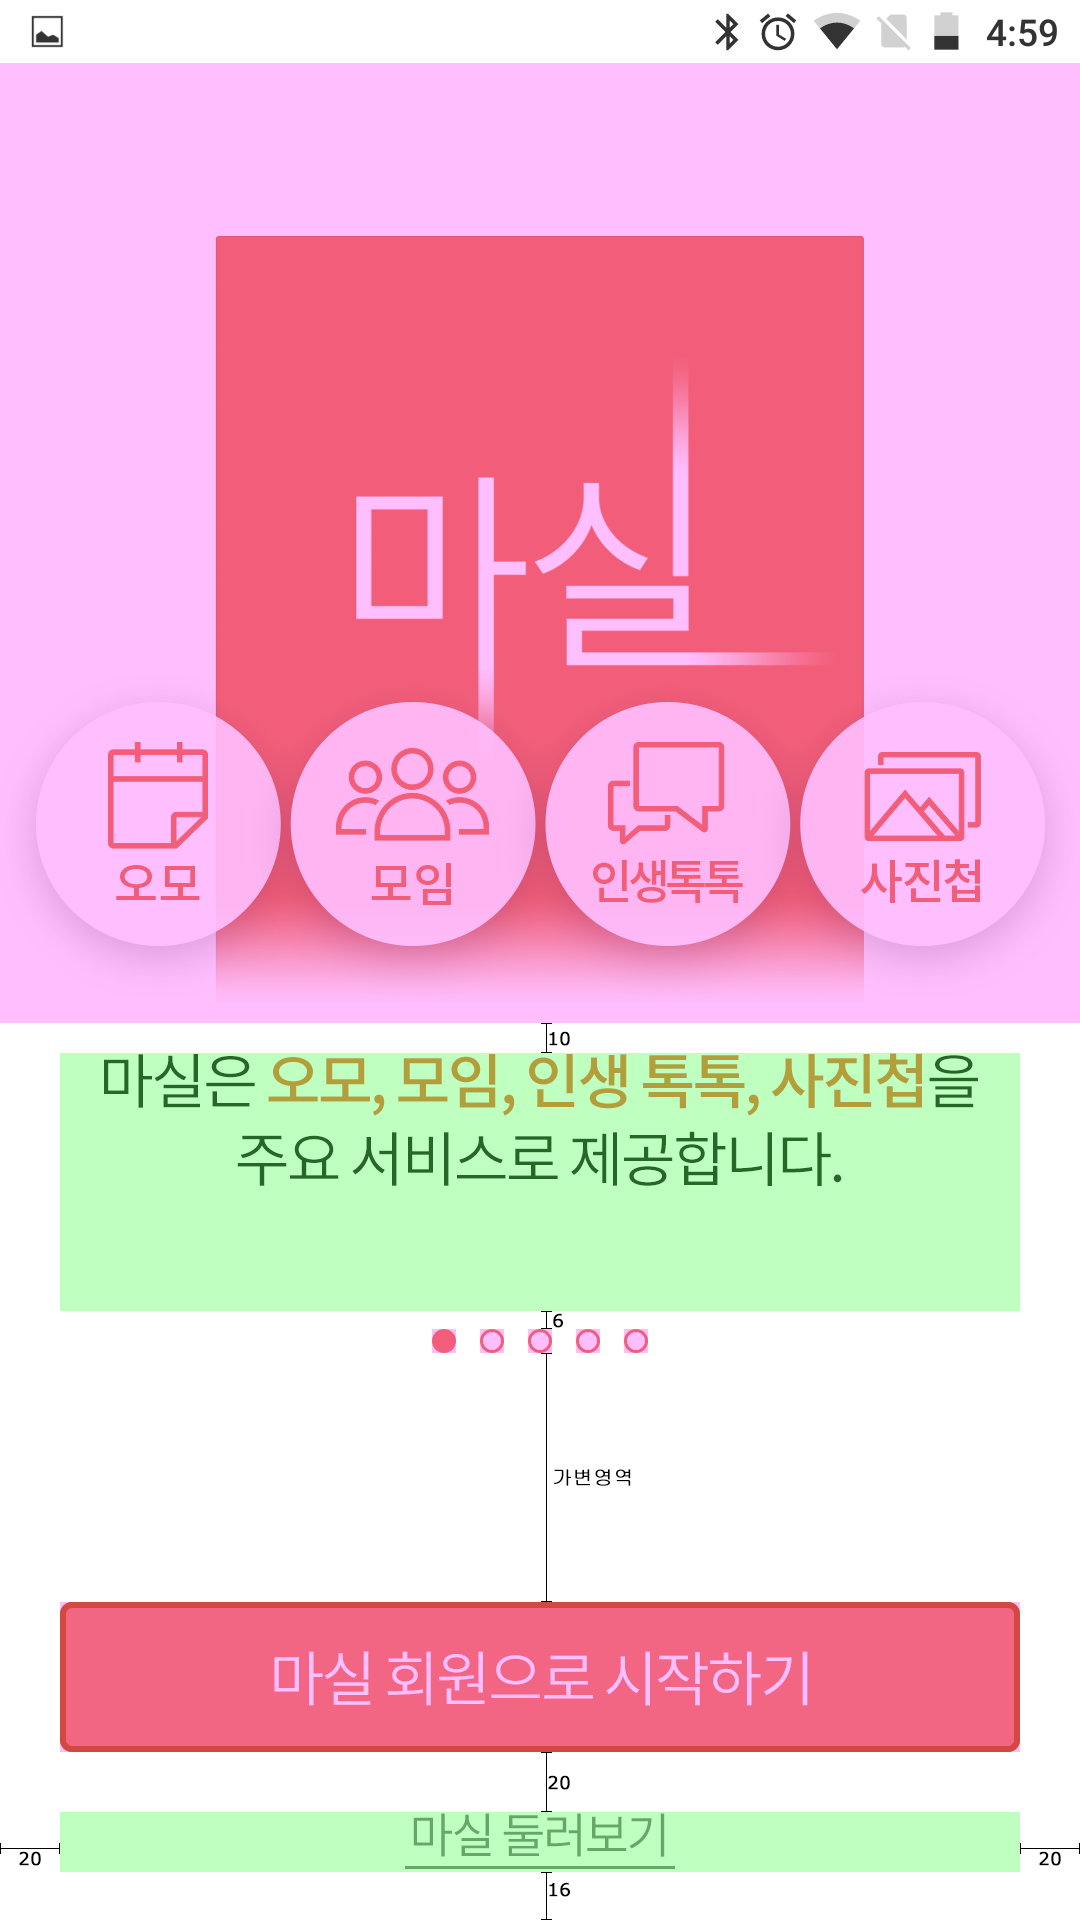 4:59
마실
오모
모임
인생톡톡
사진첩
10
마실은 오모, 모임, 인생 톡톡, 사진첩을
주요 서비스로 제공합니다.
6
가변영역
마실 회원으로 시작하기
20
마실 둘러보기
20
20
16